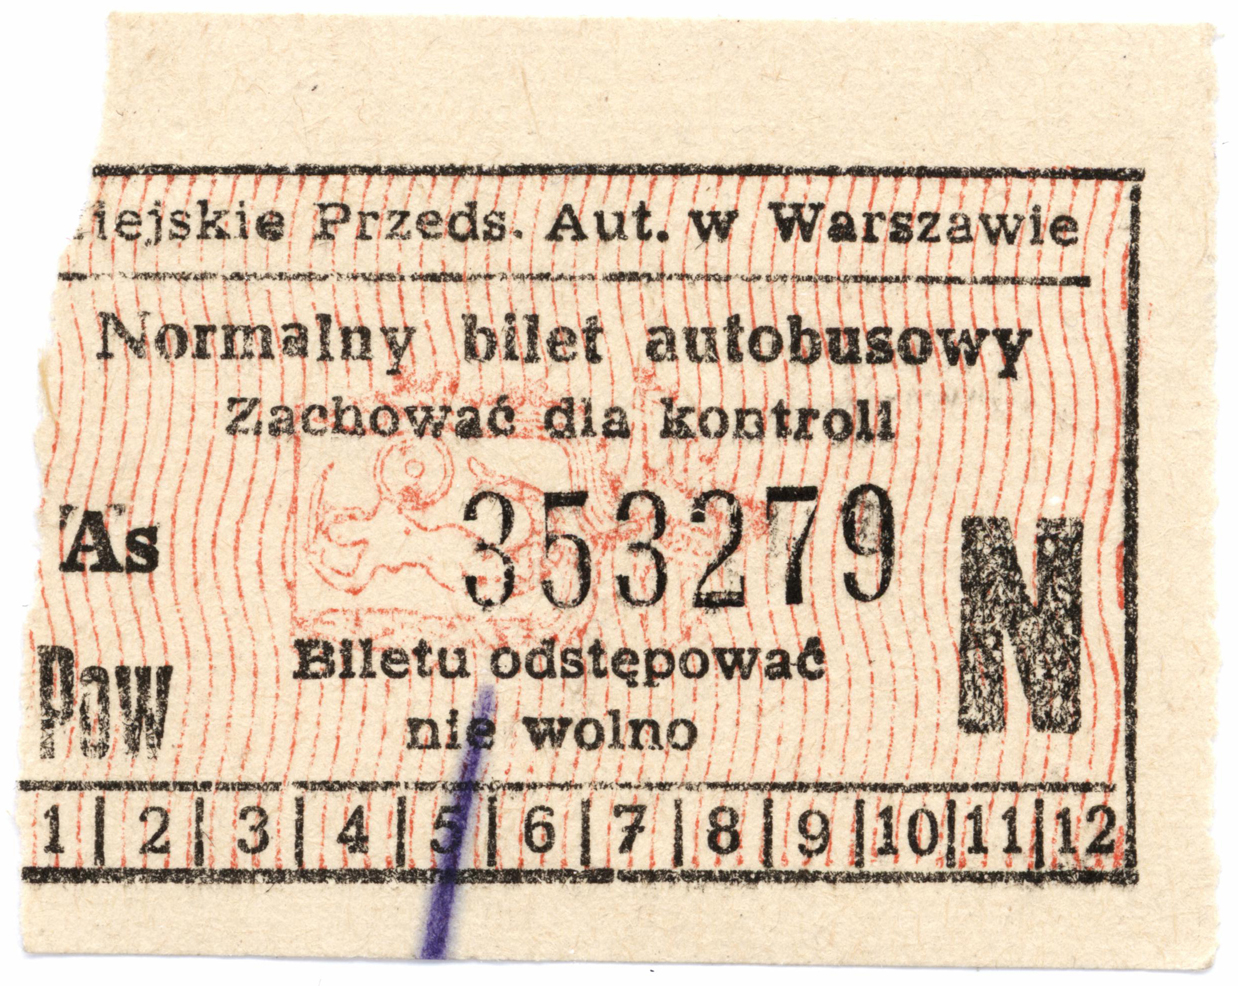 iejskie Przeds. Aut. w Warszawie
Normalny bilet autobusowy
Zachować dla kontroli
As 353279 N
Biletu odstępować
Pow
nie wolno
1 | 2 | 3 | 4 | 5 | 6 | 7 | 8 | 9 | 10 | 11 | 12